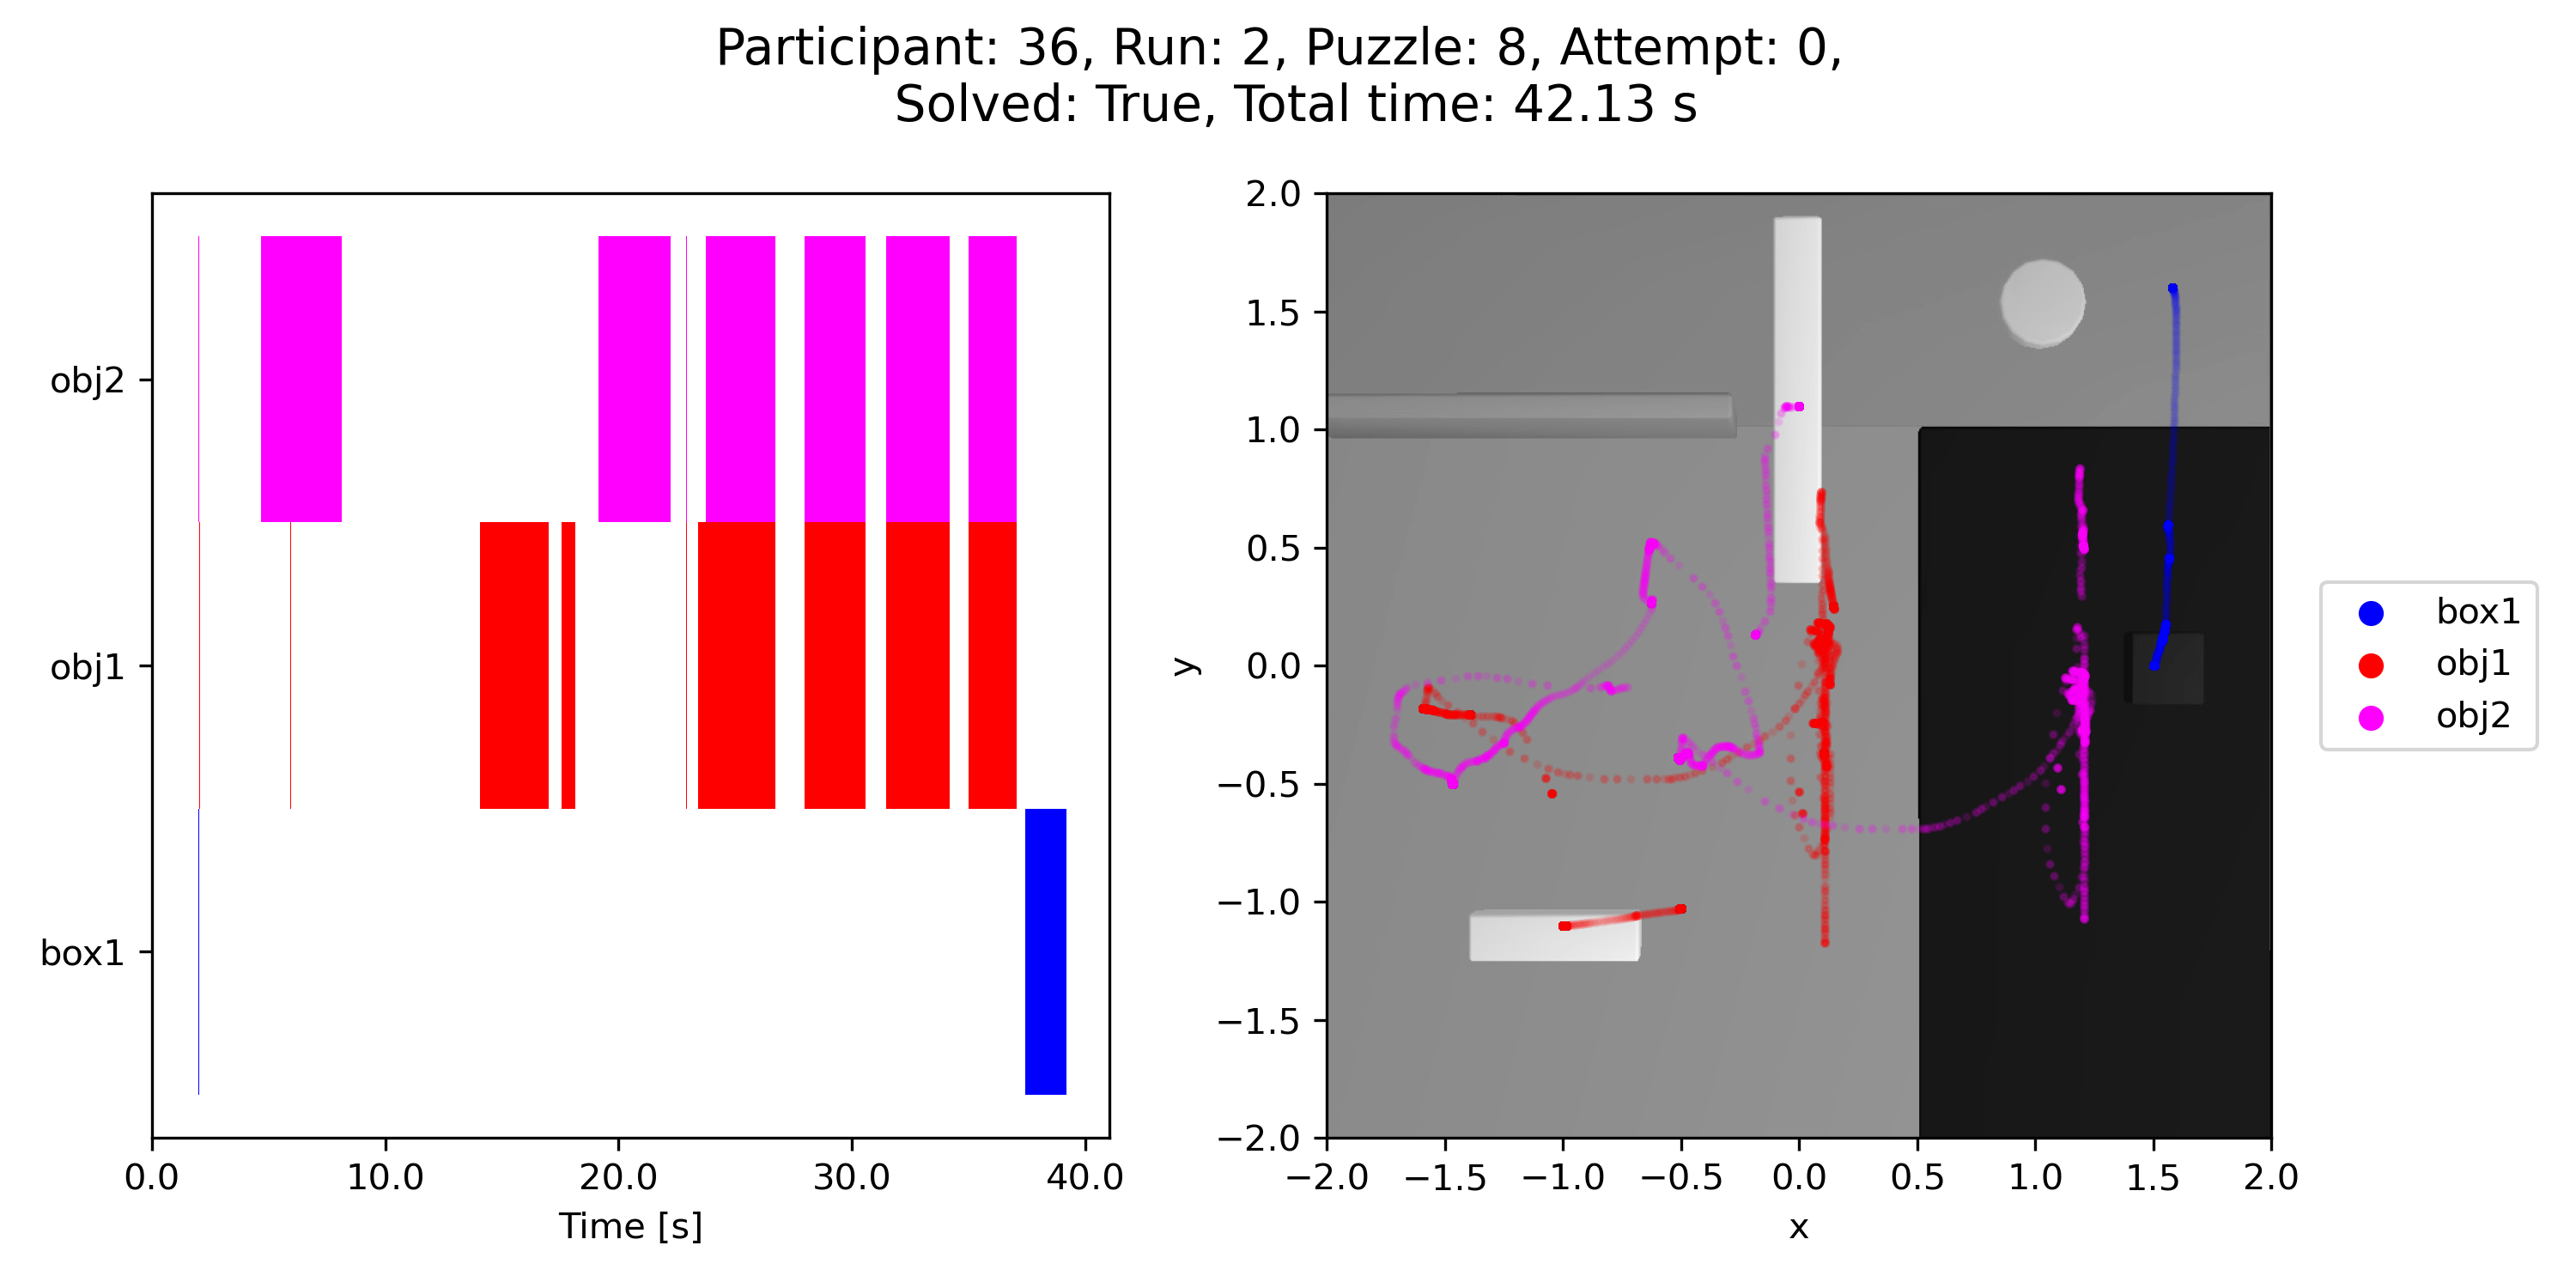 Participant: 36, Run: 2, Puzzle: 8, Attempt: 0,
Solved: True, Total time: 42.13 s
obj2
obj1
box1
0.0 10.0 20.0 30.0 40.0
Time [s]
2.0
1.5
1.0
0.5
0.0
−0.5
−1.0
−1.5
−2.0
y
−2.0 −1.5 −1.0 −0.5 0.0 0.5 1.0 1.5 2.0
x
box1
obj1
obj2